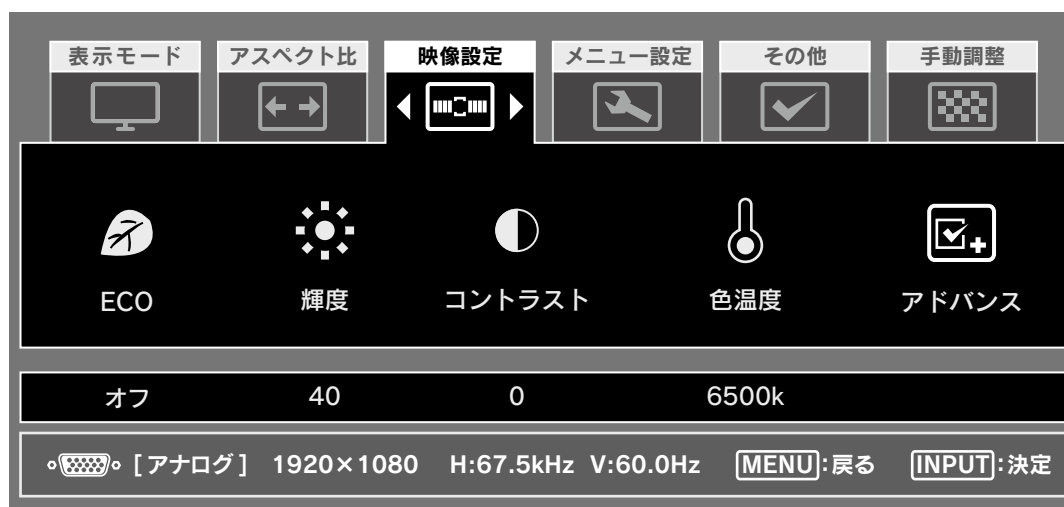 表示モード アスペクト比 映像設定 メニュー設定 その他 手動調整
ECO 輝度 コントラスト 色温度 アドバンス
オフ 40 0 6500k
[アナログ] 1920×1080 H:67.5kHz V:60.0Hz MENU:戻る INPUT:決定